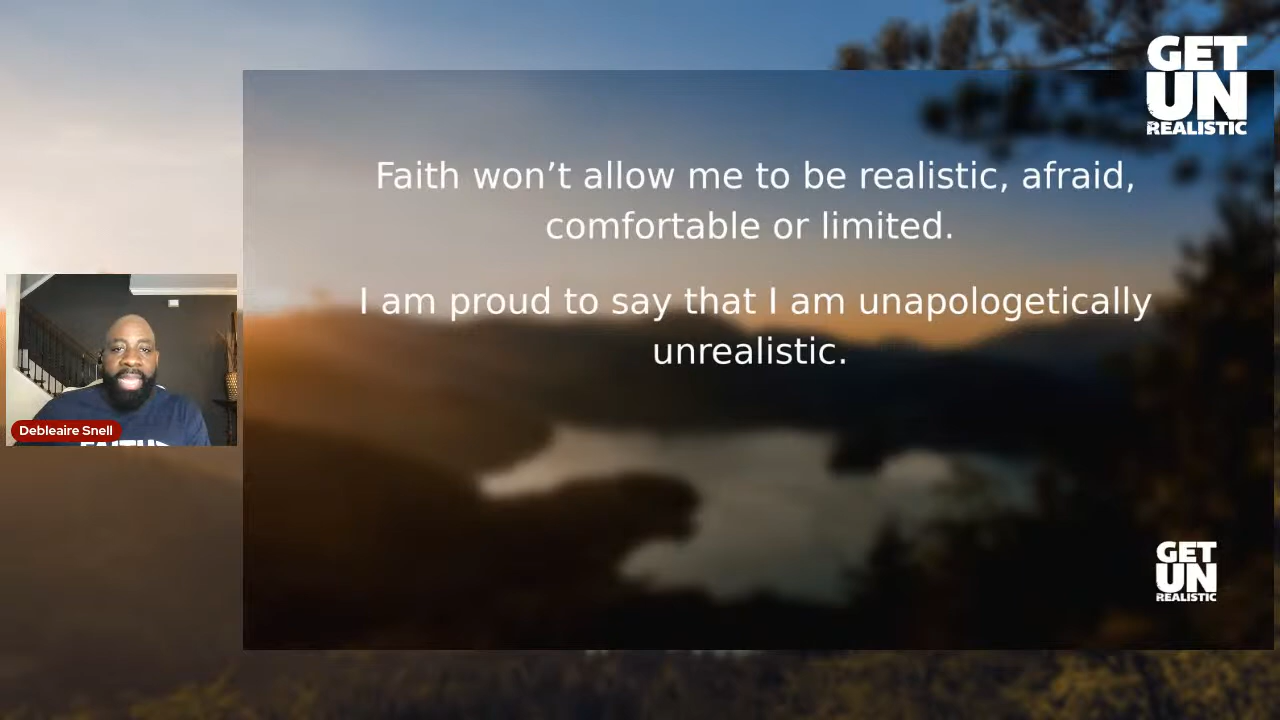 GET
UN
REALISTIC
Faith won’t allow me to be realistic, afraid,
comfortable or limited.
I am proud to say that I am unapologetically
unrealistic.
Debleaire Snell
GET
UN
REALISTIC